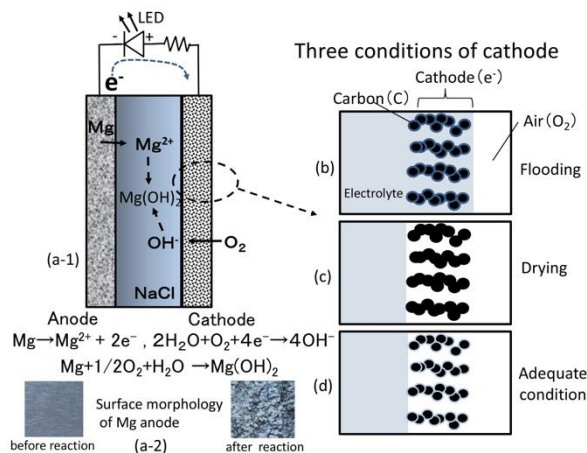 LED
− +
e⁻
Mg
Mg²⁺
Mg(OH)₂
OH⁻
O₂
(a-1)
NaCl
Anode Cathode
Mg→Mg²⁺ + 2e⁻ , 2H₂O+O₂+4e⁻→4OH⁻
Mg+1/2O₂+H₂O →Mg(OH)₂
Surface morphology
of Mg anode
before reaction (a-2) after reaction
Three conditions of cathode
Cathode(e⁻)
Carbon(C)
Air(O₂)
(b)
Flooding
Electrolyte
(c)
Drying
(d)
Adequate
condition